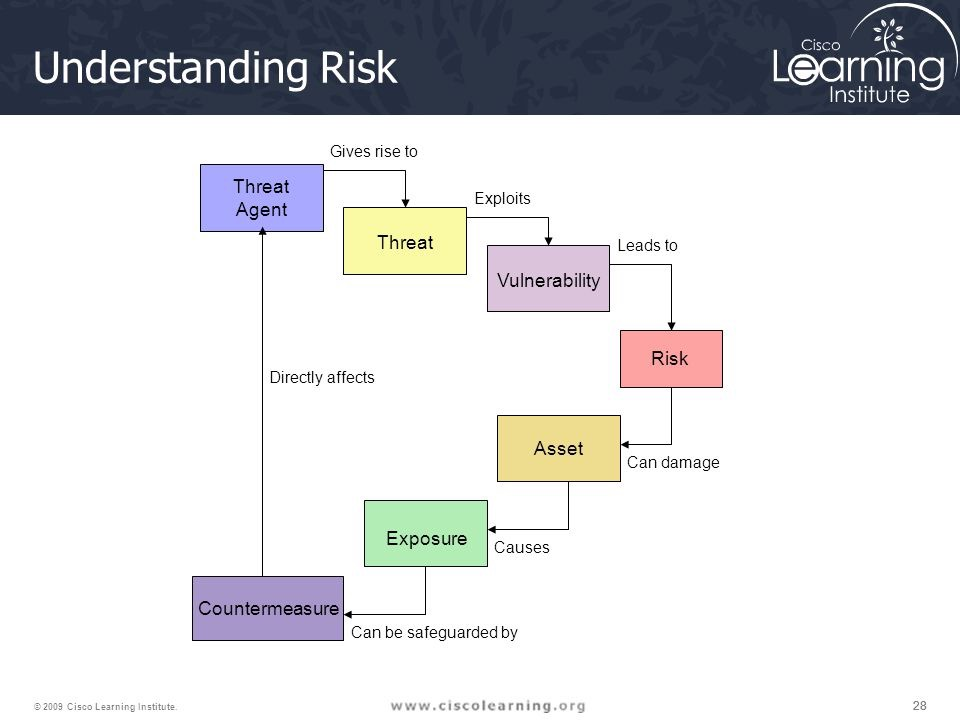 Understanding Risk
Cisco
Learning
Institute
Gives rise to
Threat
Agent
Exploits
Threat
Leads to
Vulnerability
Risk
Directly affects
Asset
Can damage
Exposure
Causes
Countermeasure
Can be safeguarded by
© 2009 Cisco Learning Institute.
www.ciscolearning.org
28